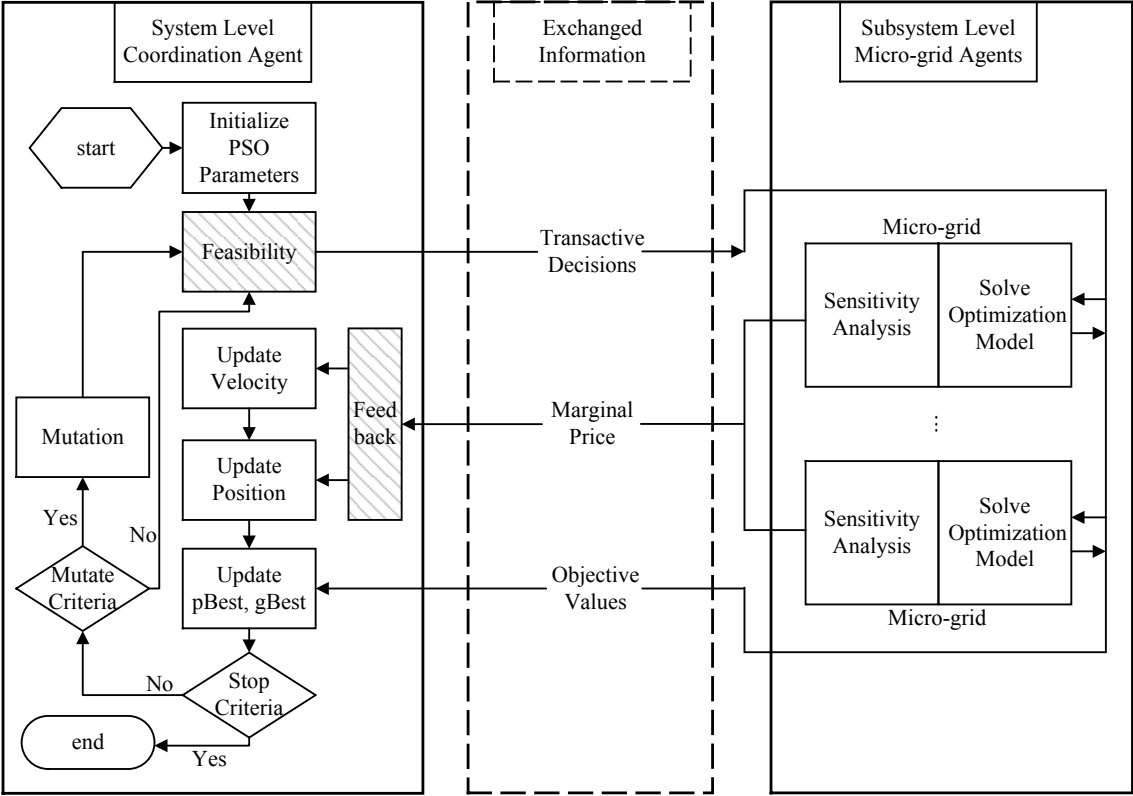 System Level
Coordination Agent
Exchanged
Information
Subsystem Level
Micro-grid Agents
start
Initialize
PSO
Parameters
Feasibility
Transactive
Decisions
Micro-grid
Sensitivity
Analysis
Solve
Optimization
Model
Update
Velocity
Feed
back
Marginal
Price
...
Mutation
Update
Position
Yes
No
Sensitivity
Analysis
Solve
Optimization
Model
Mutate
Criteria
Update
pBest, gBest
Objective
Values
Micro-grid
No
Stop
Criteria
end
Yes